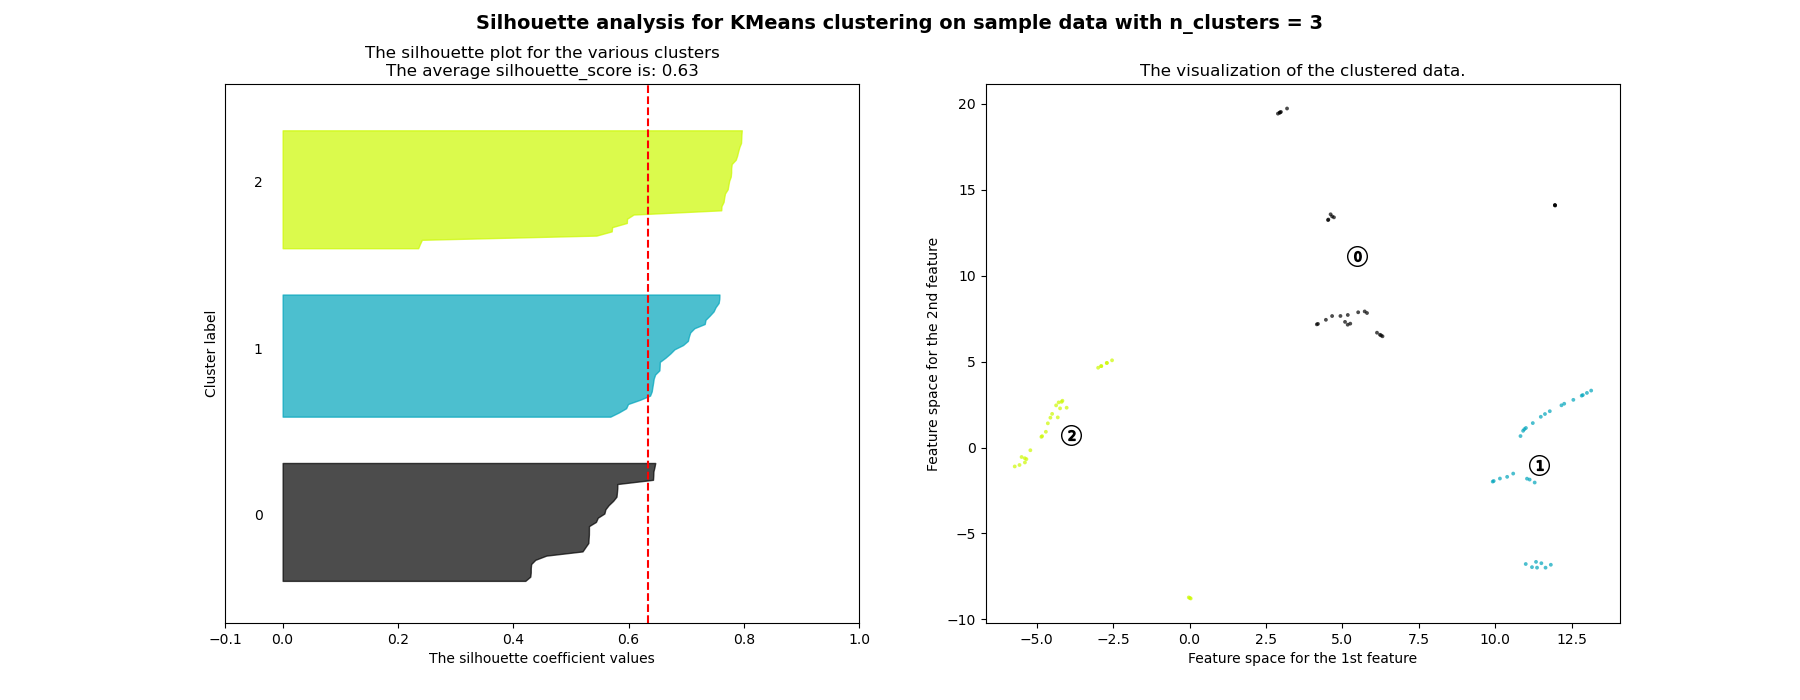 Silhouette analysis for KMeans clustering on sample data with n_clusters = 3
The silhouette plot for the various clusters
The average silhouette_score is: 0.63
Cluster label
2
1
0
−0.1 0.0 0.2 0.4 0.6 0.8 1.0
The silhouette coefficient values
The visualization of the clustered data.
Feature space for the 2nd feature
20
15
10
5
0
−5
−10
0
2
1
−5.0 −2.5 0.0 2.5 5.0 7.5 10.0 12.5
Feature space for the 1st feature